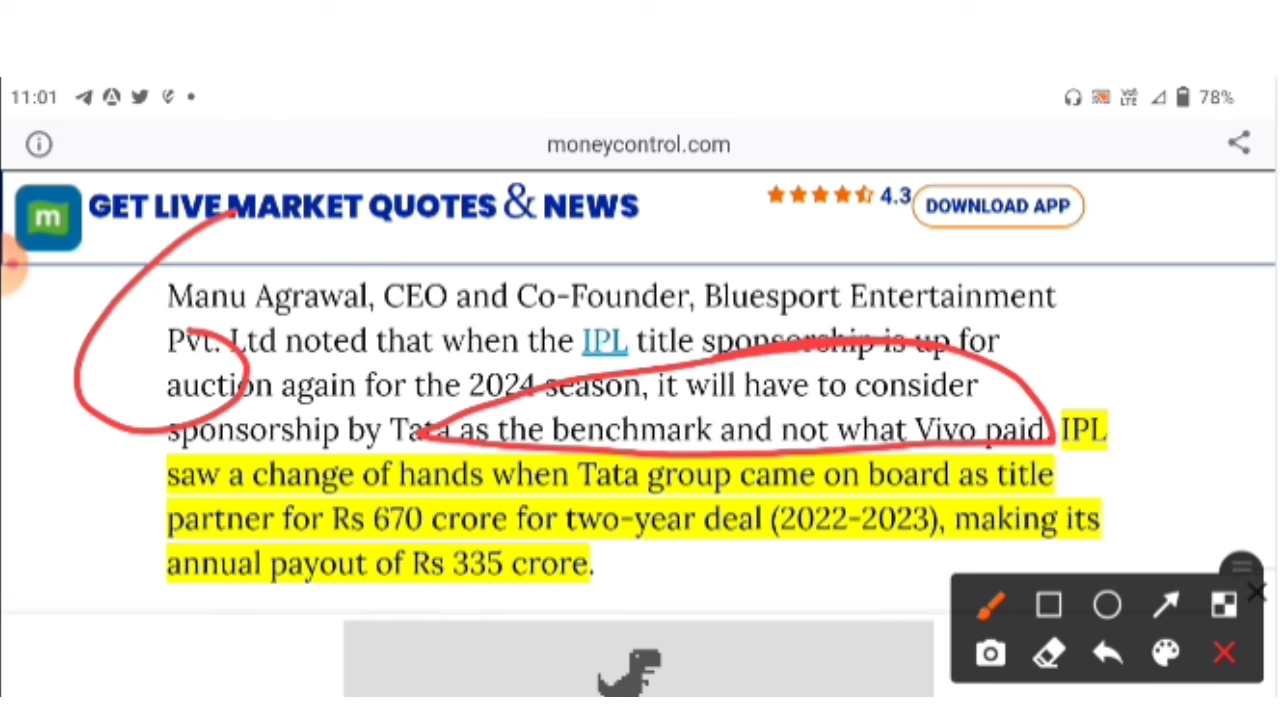 11:01
VoD LTE 78%
moneycontrol.com
m GET LIVE MARKET QUOTES & NEWS 4.3 DOWNLOAD APP
Manu Agrawal, CEO and Co-Founder, Bluesport Entertainment
Pvt. Ltd noted that when the IPL title sponsorship is up for
auction again for the 2024 season, it will have to consider
sponsorship by Tata as the benchmark and not what Vivo paid. IPL
saw a change of hands when Tata group came on board as title
partner for Rs 670 crore for two-year deal (2022-2023), making its
annual payout of Rs 335 crore.